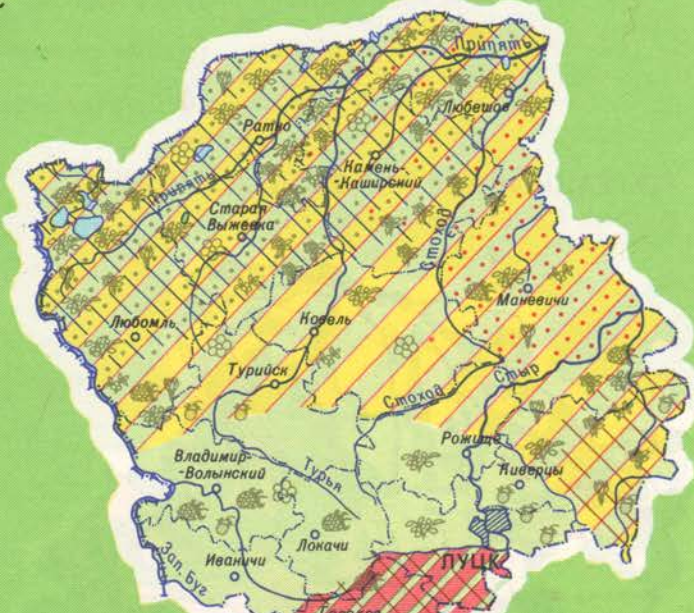 Припять
Любешов
Ратно
Камень-
-Каширский
Припять
Старая
Выжевка
Стоход
Маневичи
Любомль
Ковель
Турийск
Стоход
Стыр
Рожище
Владимир-
-Волынский
Турья
Киверцы
Локачи
Зап. Буг
Иваничи
ЛУЦК